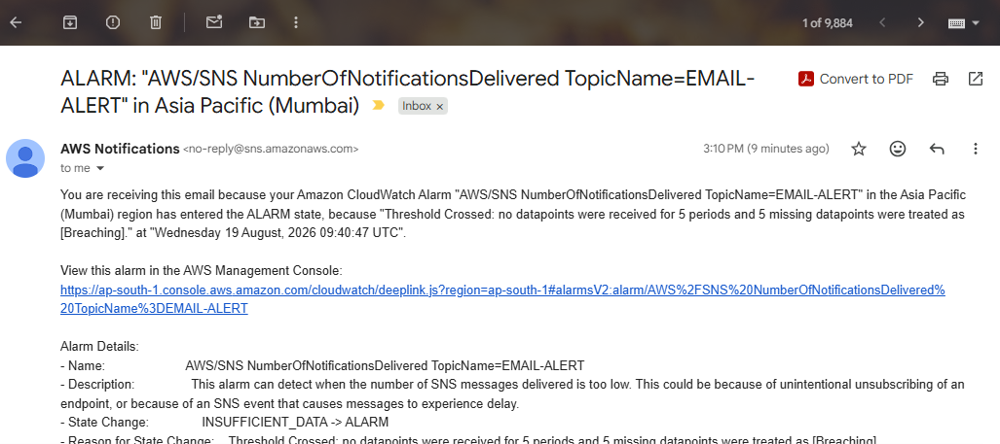 1 of 9,884
ALARM: "AWS/SNS NumberOfNotificationsDelivered TopicName=EMAIL-
ALERT" in Asia Pacific (Mumbai)
Inbox x
Convert to PDF
AWS Notifications <no-reply@sns.amazonaws.com>
3:10 PM (9 minutes ago)
to me
You are receiving this email because your Amazon CloudWatch Alarm "AWS/SNS NumberOfNotificationsDelivered TopicName=EMAIL-ALERT" in the Asia Pacific
(Mumbai) region has entered the ALARM state, because "Threshold Crossed: no datapoints were received for 5 periods and 5 missing datapoints were treated as
[Breaching]." at "Wednesday 19 August, 2026 09:40:47 UTC".
View this alarm in the AWS Management Console:
https://ap-south-1.console.aws.amazon.com/cloudwatch/deeplink.js?region=ap-south-1#alarmsV2:alarm/AWS%2FSNS%20NumberOfNotificationsDelivered%
20TopicName%3DEMAIL-ALERT
Alarm Details:
- Name: AWS/SNS NumberOfNotificationsDelivered TopicName=EMAIL-ALERT
- Description: This alarm can detect when the number of SNS messages delivered is too low. This could be because of unintentional unsubscribing of an
endpoint, or because of an SNS event that causes messages to experience delay.
- State Change: INSUFFICIENT_DATA -> ALARM
- Reason for State Change: Threshold Crossed: no datapoints were received for 5 periods and 5 missing datapoints were treated as [Breaching].